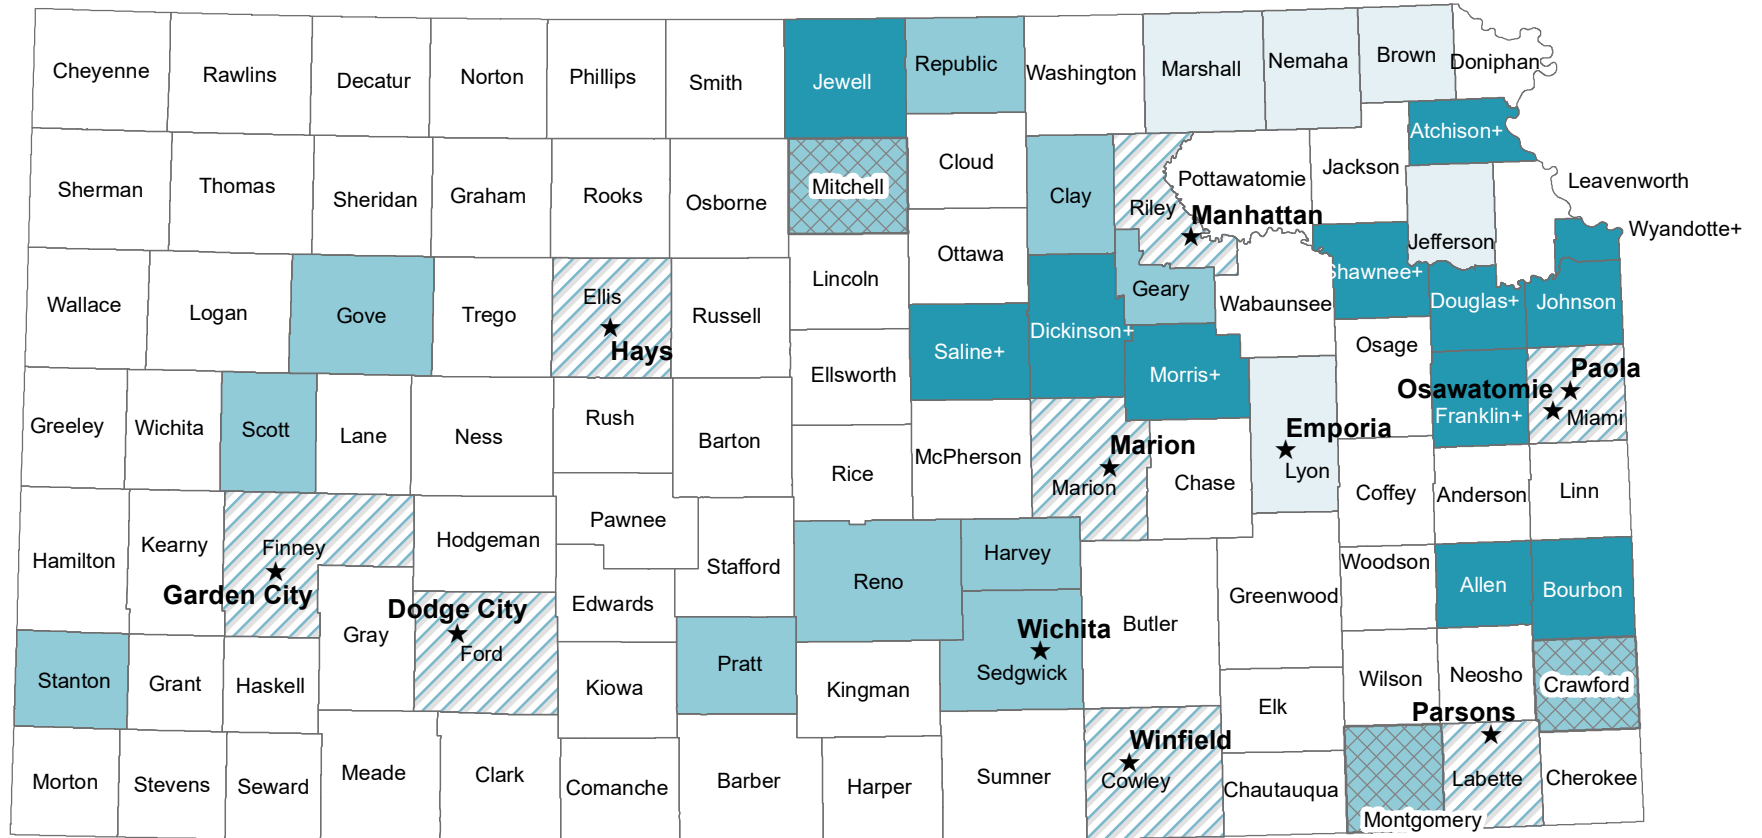 Cheyenne
Rawlins
Decatur
Norton
Phillips
Smith
Jewell
Republic
Washington
Marshall
Nemaha
Brown
Doniphan
Atchison+
Sherman
Thomas
Sheridan
Graham
Rooks
Osborne
Mitchell
Cloud
Clay
Riley
Pottawatomie
Manhattan
Jackson
Jefferson
Leavenworth
Wyandotte+
Wallace
Logan
Gove
Trego
Ellis
Hays
Russell
Lincoln
Ottawa
Saline+
Dickinson+
Geary
Wabaunsee
Shawnee+
Douglas+
Johnson
Greeley
Wichita
Scott
Lane
Ness
Rush
Barton
Ellsworth
Rice
McPherson
Marion
Marion
Morris+
Chase
Emporia
Lyon
Osage
Osawatomie
Franklin+
Paola
Miami
Hamilton
Kearny
Finney
Garden City
Hodgeman
Pawnee
Edwards
Stafford
Reno
Harvey
Coffey
Anderson
Linn
Woodson
Allen
Bourbon
Greenwood
Butler
Wichita
Sedgwick
Stanton
Grant
Haskell
Gray
Dodge City
Ford
Kiowa
Pratt
Kingman
Elk
Wilson
Neosho
Crawford
Parsons
Labette
Morton
Stevens
Seward
Meade
Clark
Comanche
Barber
Harper
Sumner
Winfield
Cowley
Chautauqua
Montgomery
Cherokee